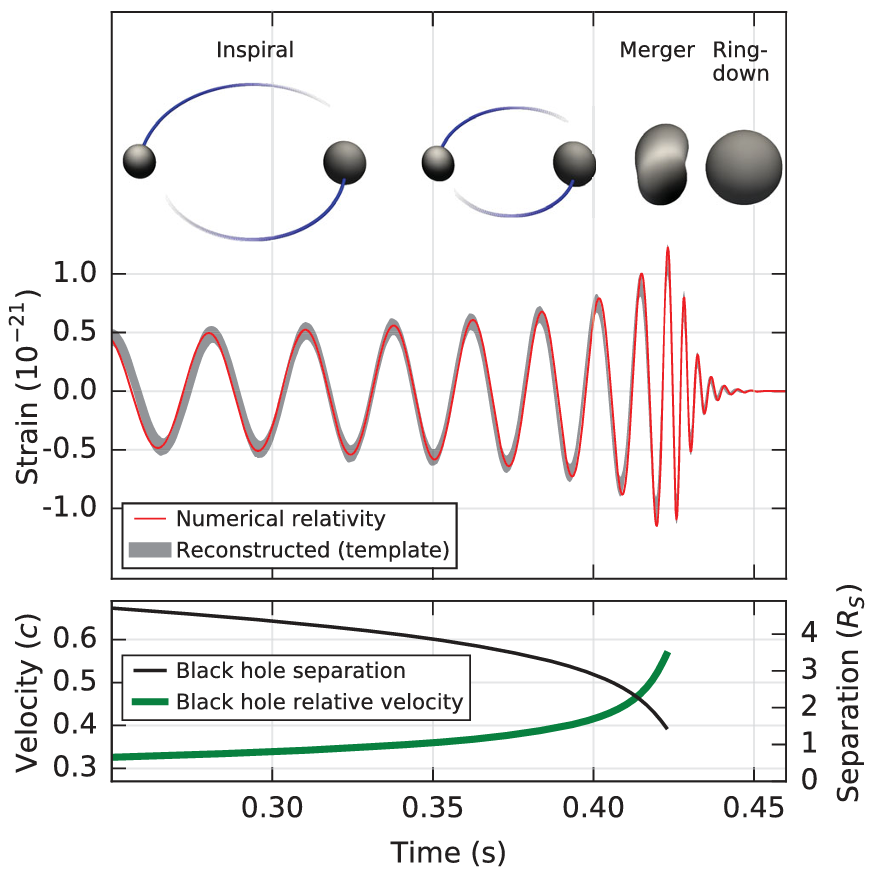 Inspiral
Merger
Ring-
down
Strain (10⁻²¹)
1.0
0.5
0.0
-0.5
-1.0
Numerical relativity
Reconstructed (template)
Velocity (c)
0.6
0.5
0.4
0.3
Black hole separation
Black hole relative velocity
Separation (R_S)
4
3
2
1
0
0.30
0.35
0.40
0.45
Time (s)